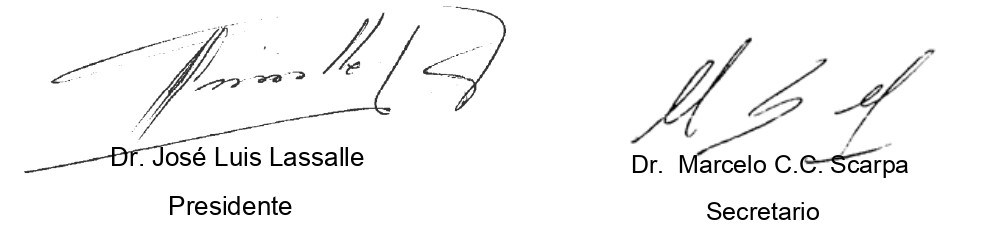 Dr. José Luis Lassalle
Presidente
Dr. Marcelo C.C. Scarpa
Secretario